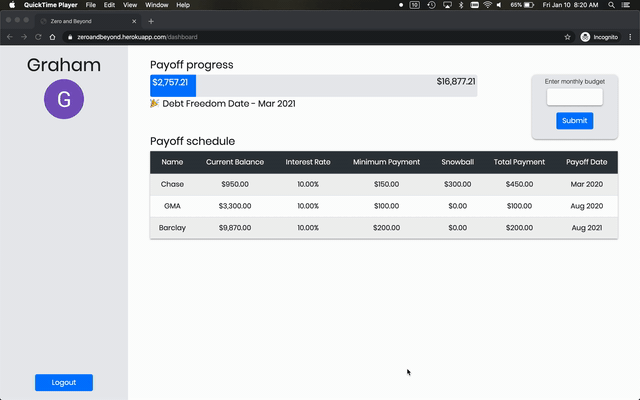 QuickTime Player File Edit View Window Help 65% Fri Jan 10 8:20 AM
Zero and Beyond
zeroandbeyond.herokuapp.com/dashboard Incognito
Graham
G
Payoff progress
$2,757.21 $16,877.21
🎉 Debt Freedom Date - Mar 2021
Enter monthly budget
Submit
Payoff schedule
Name Current Balance Interest Rate Minimum Payment Snowball Total Payment Payoff Date
Chase $950.00 10.00% $150.00 $300.00 $450.00 Mar 2020
GMA $3,300.00 10.00% $100.00 $0.00 $100.00 Aug 2020
Barclay $9,870.00 10.00% $200.00 $0.00 $200.00 Aug 2021
Logout